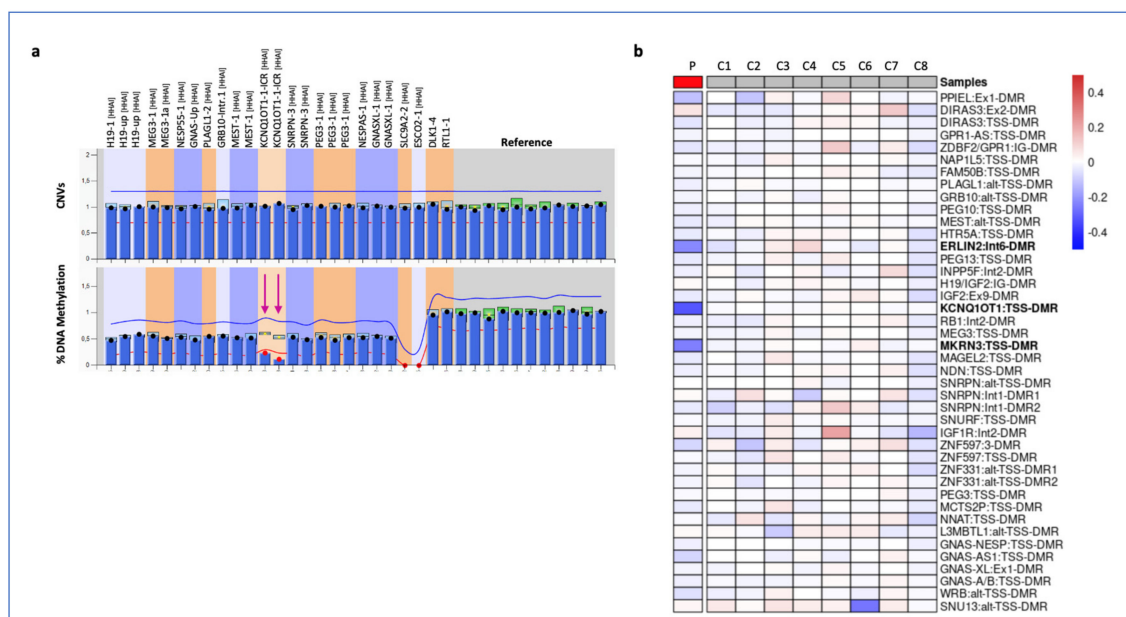 a
H19-1 [HHAI]
H19-up [HHAI]
H19-up [HHAI]
MEG3-1 [HHAI]
MEG3-1a [HHAI]
NESP55-1 [HHAI]
GNAS-Up [HHAI]
PLAGL1-2 [HHAI]
GRB10-Intr.1 [HHAI]
MEST-1 [HHAI]
MEST-1 [HHAI]
KCNQ1OT1-1-ICR [HHAI]
KCNQ1OT1-1-ICR [HHAI]
SNRPN-3 [HHAI]
SNRPN-3 [HHAI]
PEG3-1 [HHAI]
PEG3-1 [HHAI]
PEG3-1 [HHAI]
NESPAS-1 [HHAI]
GNASXL-1 [HHAI]
GNASXL-1 [HHAI]
SLC9A2-2 [HHAI]
ESCO2-1 [HHAI]
DLK1-4
RTL1-1
Reference
CNVs
2
1,5
1
0,5
0
% DNA Methylation
1,5
1
0,5
0
b
P C1 C2 C3 C4 C5 C6 C7 C8
Samples
PPIEL:Ex1-DMR
DIRAS3:Ex2-DMR
DIRAS3:TSS-DMR
GPR1-AS:TSS-DMR
ZDBF2/GPR1:IG-DMR
NAP1L5:TSS-DMR
FAM50B:TSS-DMR
PLAGL1:alt-TSS-DMR
GRB10:alt-TSS-DMR
PEG10:TSS-DMR
MEST:alt-TSS-DMR
HTR5A:TSS-DMR
ERLIN2:Int6-DMR
PEG13:TSS-DMR
INPP5F:Int2-DMR
H19/IGF2:IG-DMR
IGF2:Ex9-DMR
KCNQ1OT1:TSS-DMR
RB1:Int2-DMR
MEG3:TSS-DMR
MKRN3:TSS-DMR
MAGEL2:TSS-DMR
NDN:TSS-DMR
SNRPN:alt-TSS-DMR
SNRPN:Int1-DMR1
SNRPN:Int1-DMR2
SNURF:TSS-DMR
IGF1R:Int2-DMR
ZNF597:3-DMR
ZNF597:TSS-DMR
ZNF331:alt-TSS-DMR1
ZNF331:alt-TSS-DMR2
PEG3:TSS-DMR
MCTS2P:TSS-DMR
NNAT:TSS-DMR
L3MBTL1:alt-TSS-DMR
GNAS-NESP:TSS-DMR
GNAS-AS1:TSS-DMR
GNAS-XL:Ex1-DMR
GNAS-A/B:TSS-DMR
WRB:alt-TSS-DMR
SNU13:alt-TSS-DMR
0.4
0.2
0
-0.2
-0.4